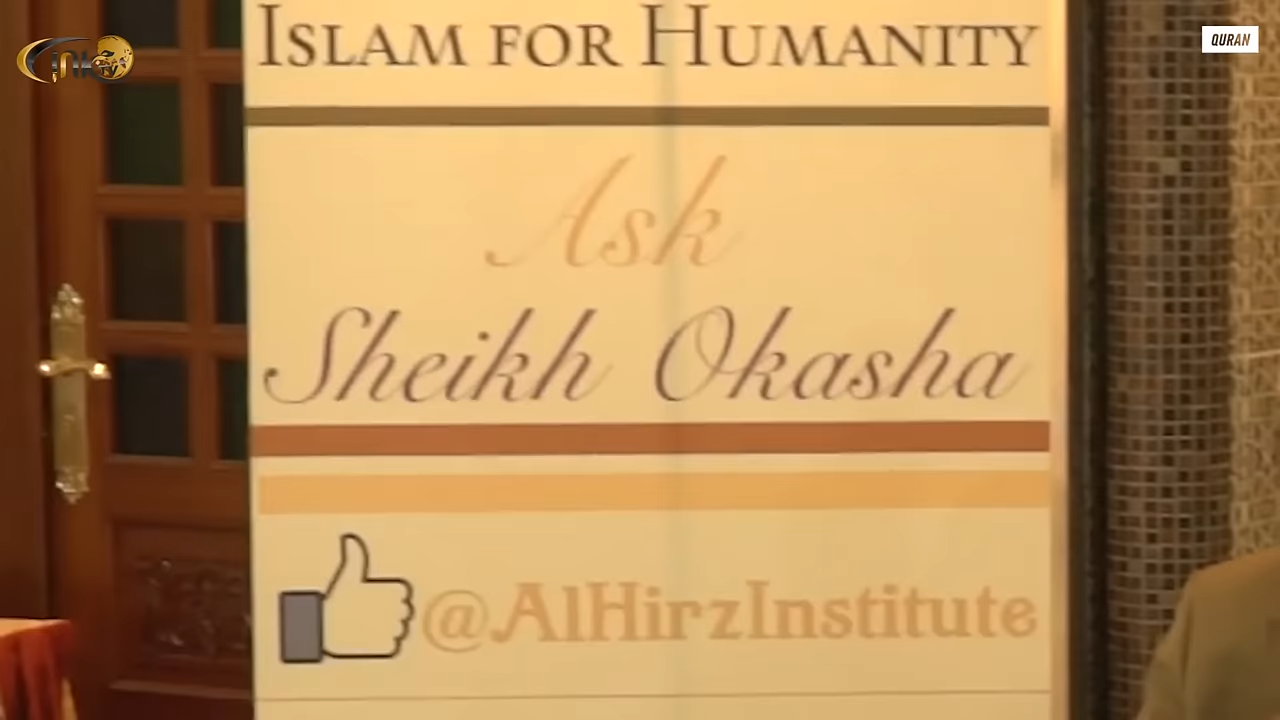 ISLAM FOR HUMANITY
QURAN
Ask
Sheikh Okasha
@AlHirzInstitute